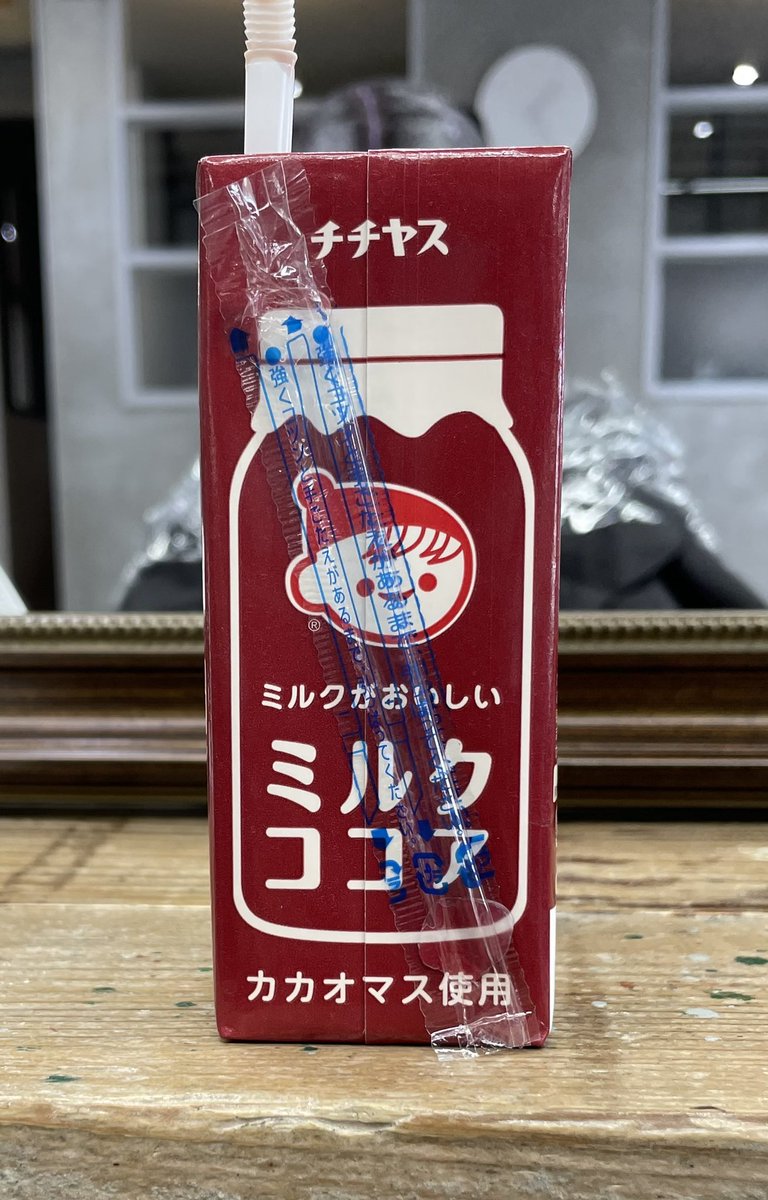 チチヤス
®
ミルクがおいしい
ミルク
ココア
カカオマス使用